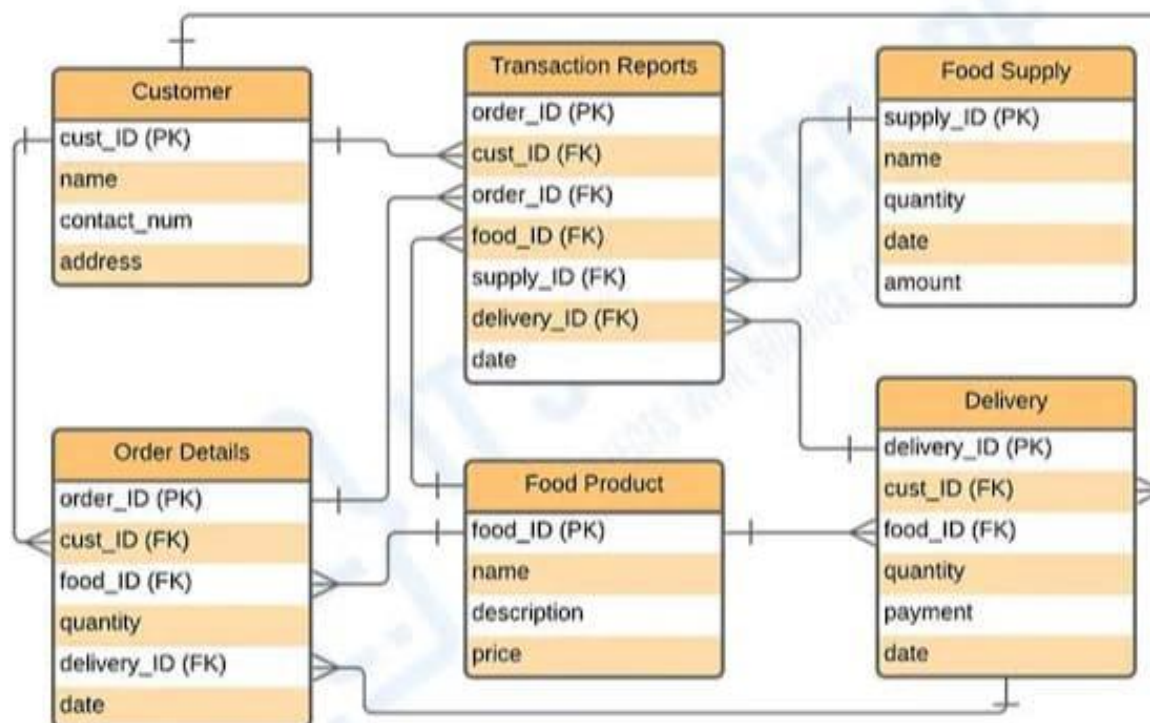 Customer
cust_ID (PK)
name
contact_num
address
Transaction Reports
order_ID (PK)
cust_ID (FK)
order_ID (FK)
food_ID (FK)
supply_ID (FK)
delivery_ID (FK)
date
Food Supply
supply_ID (PK)
name
quantity
date
amount
Order Details
order_ID (PK)
cust_ID (FK)
food_ID (FK)
quantity
delivery_ID (FK)
date
Food Product
food_ID (PK)
name
description
price
Delivery
delivery_ID (PK)
cust_ID (FK)
food_ID (FK)
quantity
payment
date